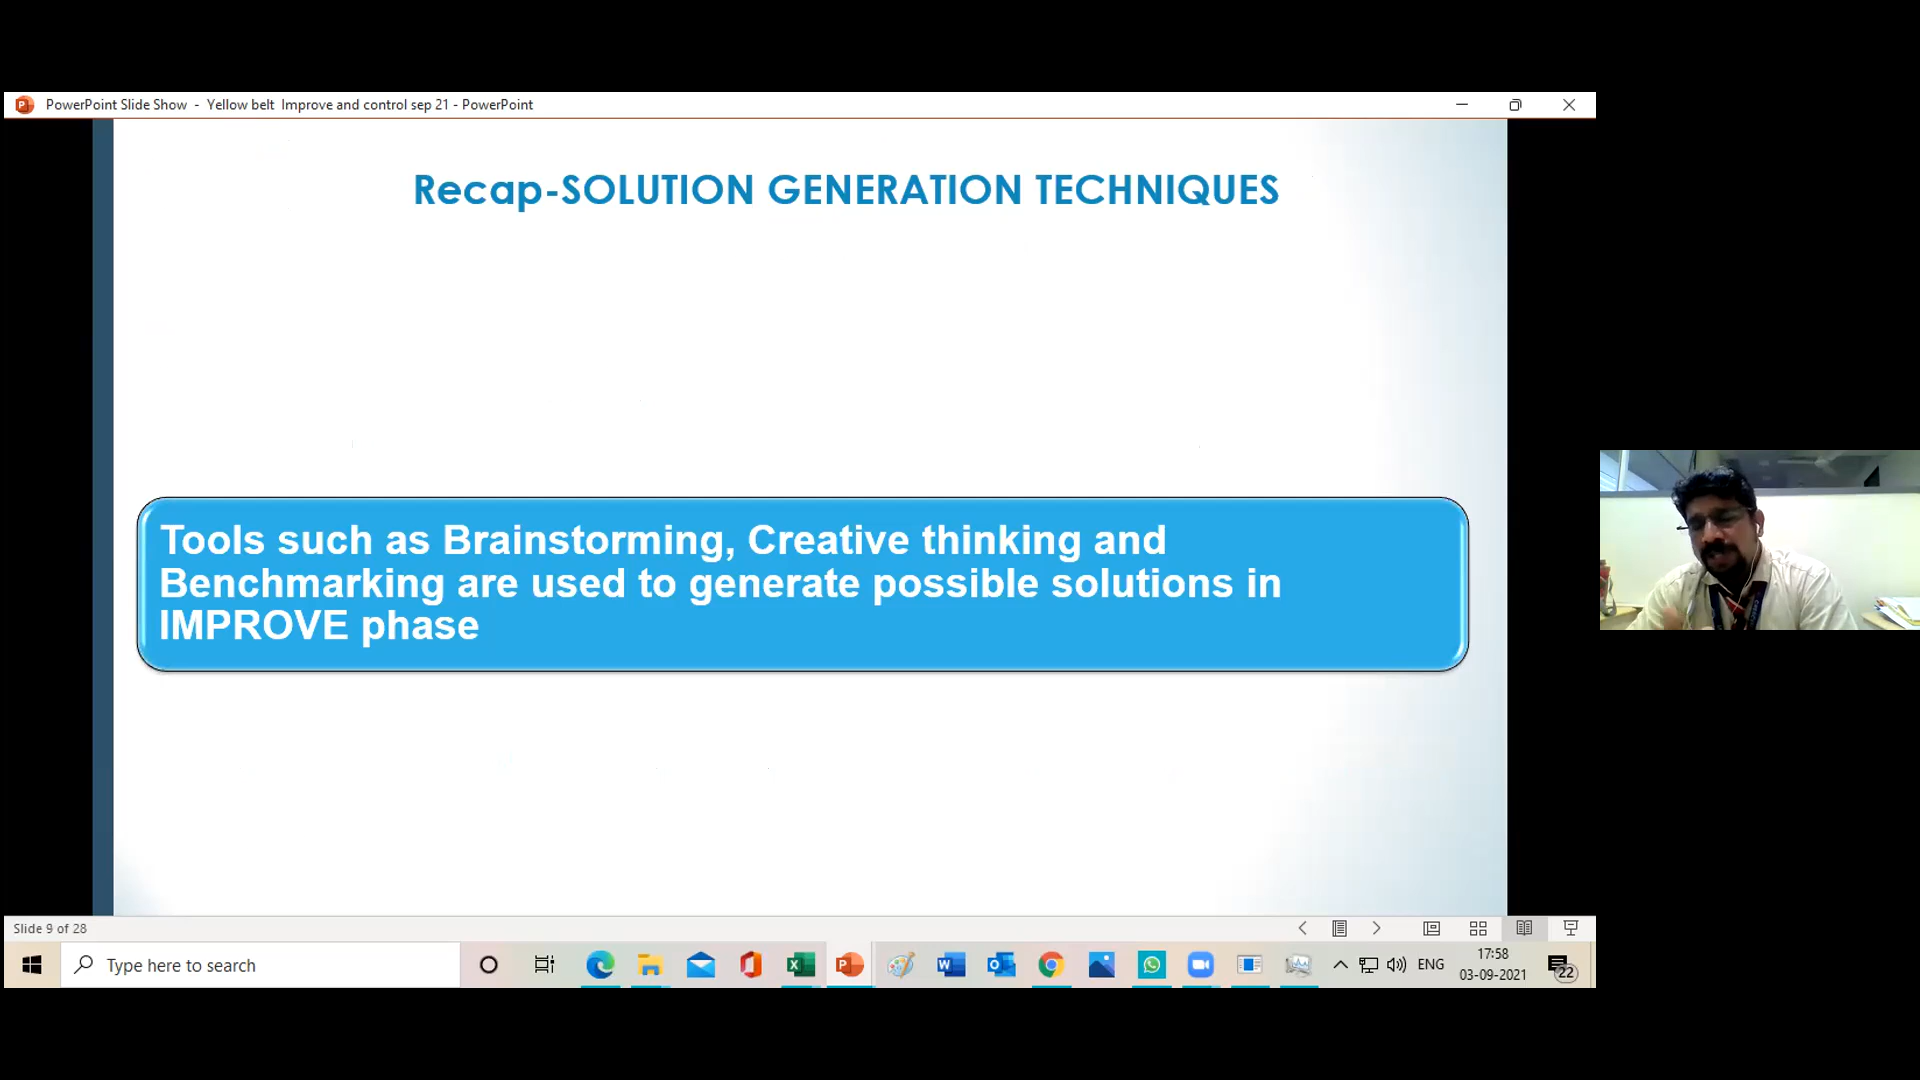 PowerPoint Slide Show - Yellow belt Improve and control sep 21 - PowerPoint
Recap-SOLUTION GENERATION TECHNIQUES
Tools such as Brainstorming, Creative thinking and
Benchmarking are used to generate possible solutions in
IMPROVE phase
Slide 9 of 28
Type here to search
ENG
17:58
03-09-2021
22